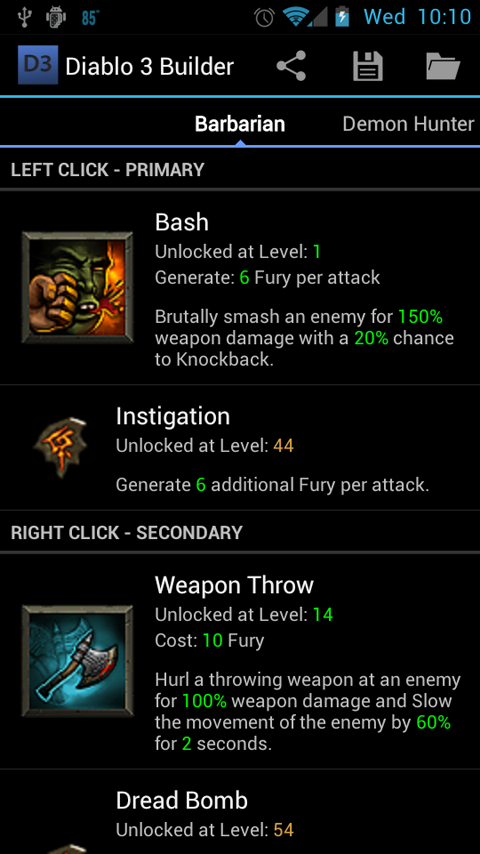 85° Wed 10:10
D3 Diablo 3 Builder
Barbarian Demon Hunter
LEFT CLICK - PRIMARY
Bash
Unlocked at Level: 1
Generate: 6 Fury per attack
Brutally smash an enemy for 150%
weapon damage with a 20% chance
to Knockback.
Instigation
Unlocked at Level: 44
Generate 6 additional Fury per attack.
RIGHT CLICK - SECONDARY
Weapon Throw
Unlocked at Level: 14
Cost: 10 Fury
Hurl a throwing weapon at an enemy
for 100% weapon damage and Slow
the movement of the enemy by 60%
for 2 seconds.
Dread Bomb
Unlocked at Level: 54